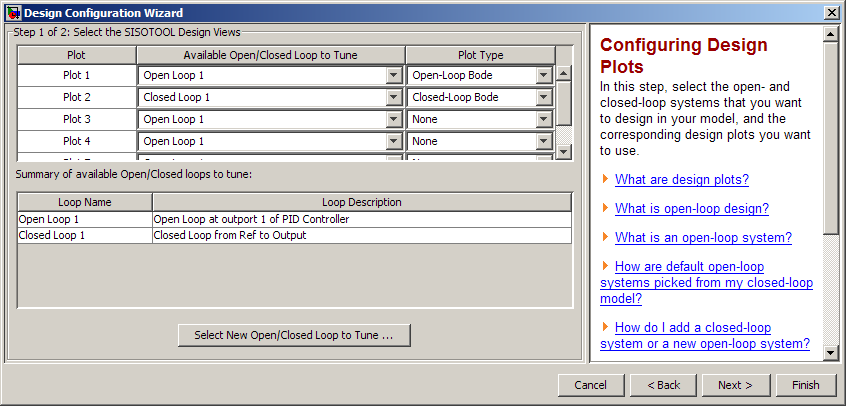 Design Configuration Wizard
Step 1 of 2: Select the SISOTOOL Design Views
Plot Available Open/Closed Loop to Tune Plot Type
Plot 1 Open Loop 1 Open-Loop Bode
Plot 2 Closed Loop 1 Closed-Loop Bode
Plot 3 Open Loop 1 None
Plot 4 Open Loop 1 None
Summary of available Open/Closed loops to tune:
Loop Name Loop Description
Open Loop 1 Open Loop at outport 1 of PID Controller
Closed Loop 1 Closed Loop from Ref to Output
Select New Open/Closed Loop to Tune ...
Configuring Design
Plots
In this step, select the open- and
closed-loop systems that you want
to design in your model, and the
corresponding design plots you want
to use.
What are design plots?
What is open-loop design?
What is an open-loop system?
How are default open-loop
systems picked from my closed-loop
model?
How do I add a closed-loop
system or a new open-loop system?
Cancel < Back Next > Finish